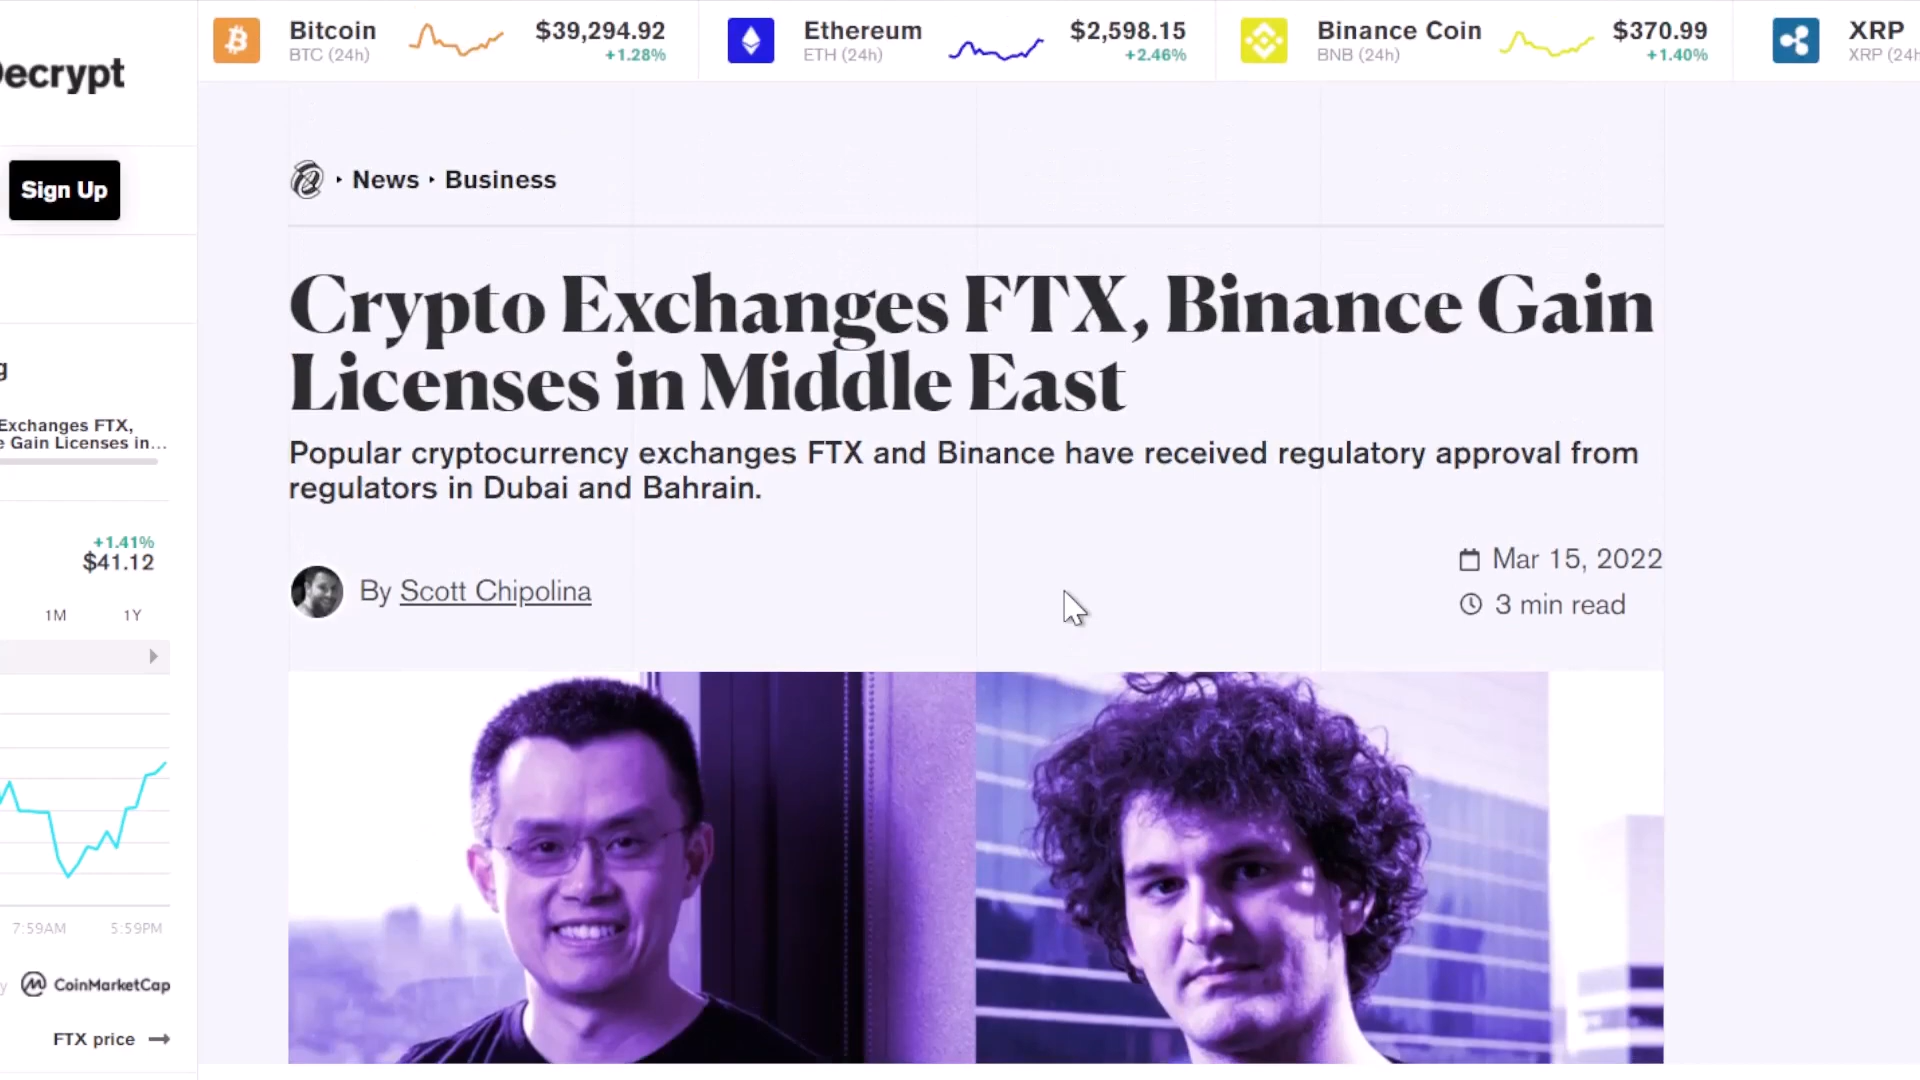 Bitcoin
BTC (24h)
$39,294.92
+1.28%
Ethereum
ETH (24h)
$2,598.15
+2.46%
Binance Coin
BNB (24h)
$370.99
+1.40%
XRP
XRP (24h
ecrypt
Sign Up
News
Business
Crypto Exchanges FTX, Binance Gain
Licenses in Middle East
Popular cryptocurrency exchanges FTX and Binance have received regulatory approval from
regulators in Dubai and Bahrain.
By Scott Chipolina
Mar 15, 2022
3 min read
g
Exchanges FTX,
e Gain Licenses in...
+1.41%
$41.12
1M 1Y
7:59AM 5:59PM
y CoinMarketCap
FTX price